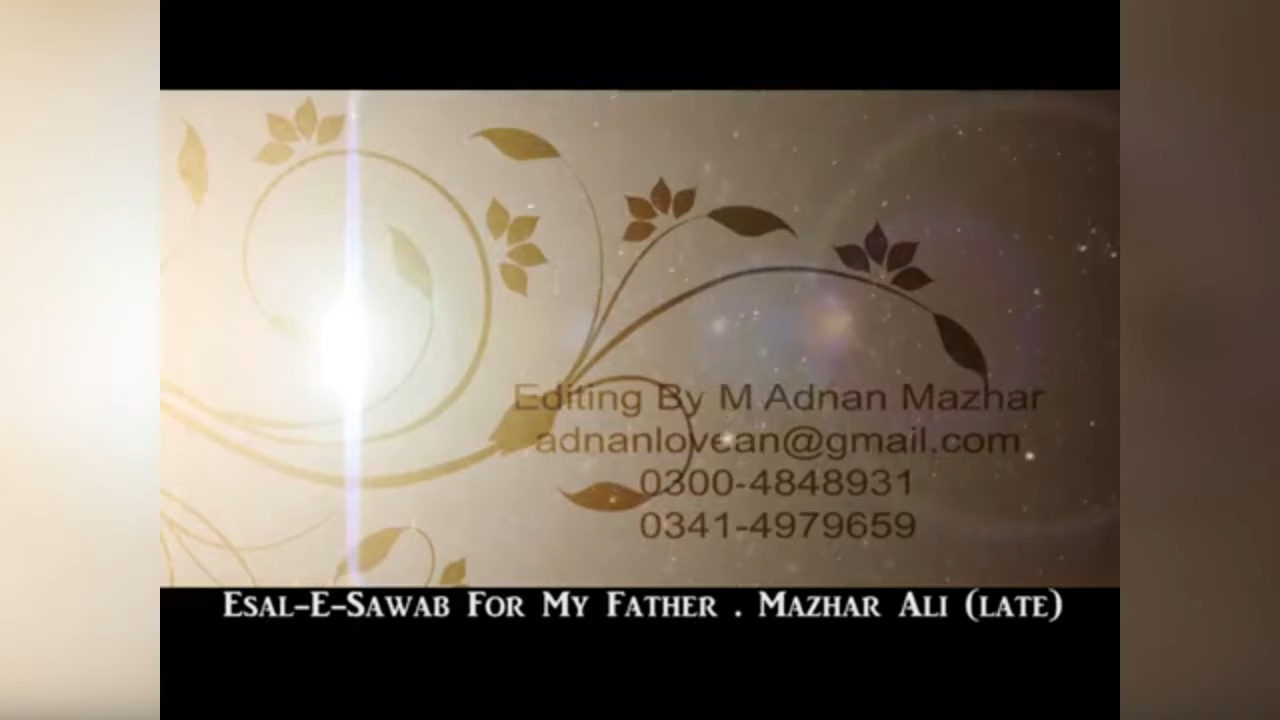 Editing By M Adnan Mazhar
adnanlovean@gmail.com
0300-4848931
0341-4979659
Esal-E-Sawab For My Father . Mazhar Ali (late)